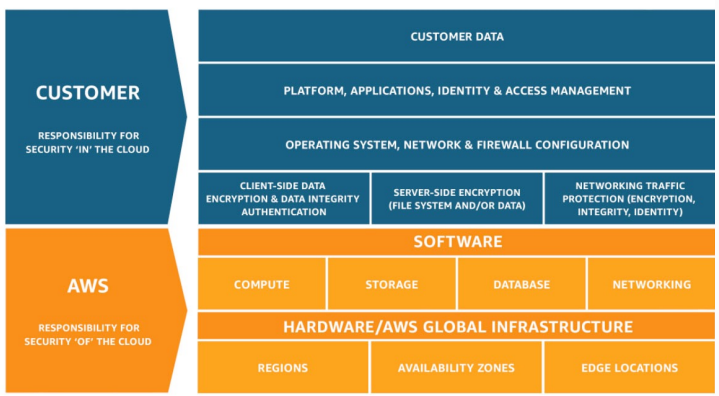 CUSTOMER
RESPONSIBILITY FOR
SECURITY 'IN' THE CLOUD
CUSTOMER DATA
PLATFORM, APPLICATIONS, IDENTITY & ACCESS MANAGEMENT
OPERATING SYSTEM, NETWORK & FIREWALL CONFIGURATION
CLIENT-SIDE DATA
ENCRYPTION & DATA INTEGRITY
AUTHENTICATION
SERVER-SIDE ENCRYPTION
(FILE SYSTEM AND/OR DATA)
NETWORKING TRAFFIC
PROTECTION (ENCRYPTION,
INTEGRITY, IDENTITY)
AWS
RESPONSIBILITY FOR
SECURITY 'OF' THE CLOUD
SOFTWARE
COMPUTE
STORAGE
DATABASE
NETWORKING
HARDWARE/AWS GLOBAL INFRASTRUCTURE
REGIONS
AVAILABILITY ZONES
EDGE LOCATIONS